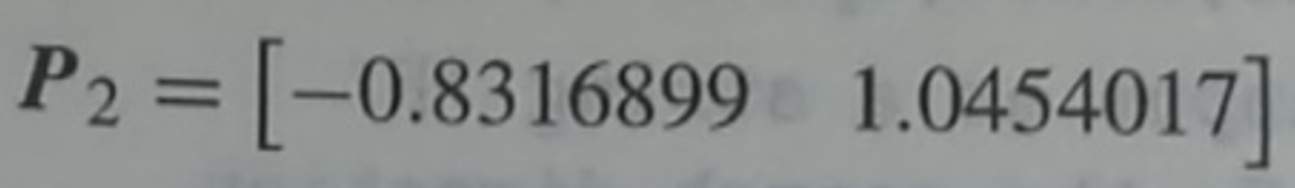 P₂ = [−0.8316899 1.0454017]